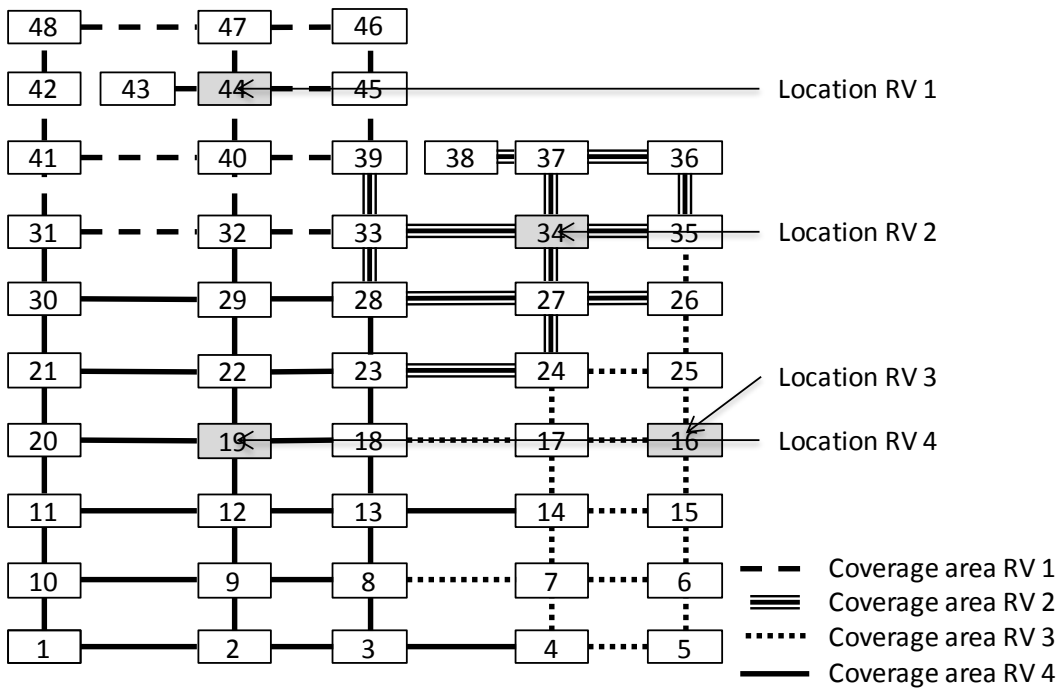 48 47 46
42 43 44 45 Location RV 1
41 40 39 38 37 36
31 32 33 34 35 Location RV 2
30 29 28 27 26
21 22 23 24 25 Location RV 3
20 19 18 17 16 Location RV 4
11 12 13 14 15
10 9 8 7 6
1 2 3 4 5
Coverage area RV 1
Coverage area RV 2
Coverage area RV 3
Coverage area RV 4